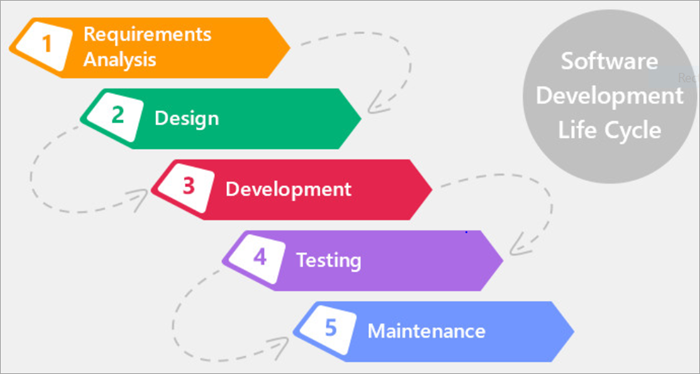 1
Requirements
Analysis
2
Design
3
Development
4
Testing
5
Maintenance
Software
Development
Life Cycle